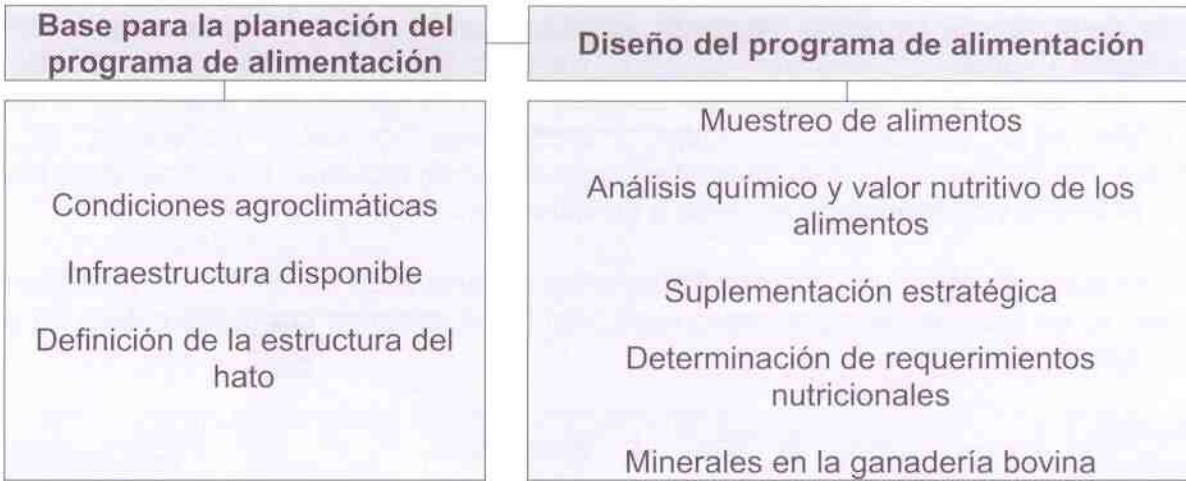 Base para la planeación del
programa de alimentación
Diseño del programa de alimentación
Condiciones agroclimáticas
Infraestructura disponible
Definición de la estructura del
hato
Muestreo de alimentos
Análisis químico y valor nutritivo de los
alimentos
Suplementación estratégica
Determinación de requerimientos
nutricionales
Minerales en la ganadería bovina